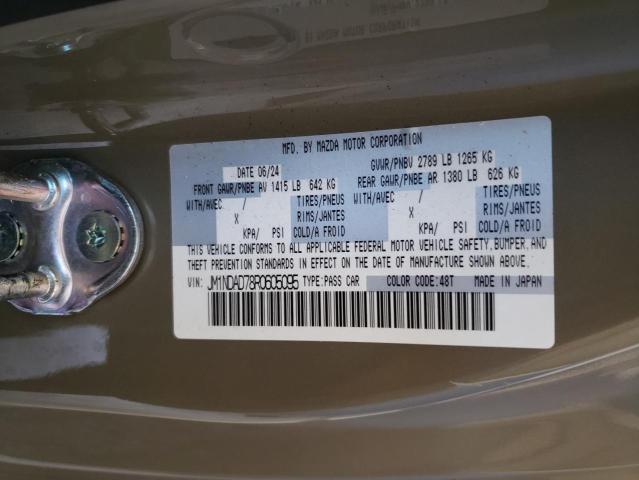 MFD. BY MAZDA MOTOR CORPORATION
DATE 06/24 GVWR/PNBV 2789 LB 1265 KG
FRONT GAWR/PNBE AV 1415 LB 642 KG REAR GAWR/PNBE AR 1380 LB 626 KG
WITH/AVEC / TIRES/PNEUS WITH/AVEC / TIRES/PNEUS
X RIMS/JANTES X RIMS/JANTES
KPA/ PSI COLD/A FROID KPA/ PSI COLD/A FROID
THIS VEHICLE CONFORMS TO ALL APPLICABLE FEDERAL MOTOR VEHICLE SAFETY,BUMPER,AND
THEFT PREVENTION STANDARDS IN EFFECT ON THE DATE OF MANUFACTURE SHOWN ABOVE.
VIN: JM1NDAD78R0605095 TYPE:PASS CAR COLOR CODE:48T MADE IN JAPAN